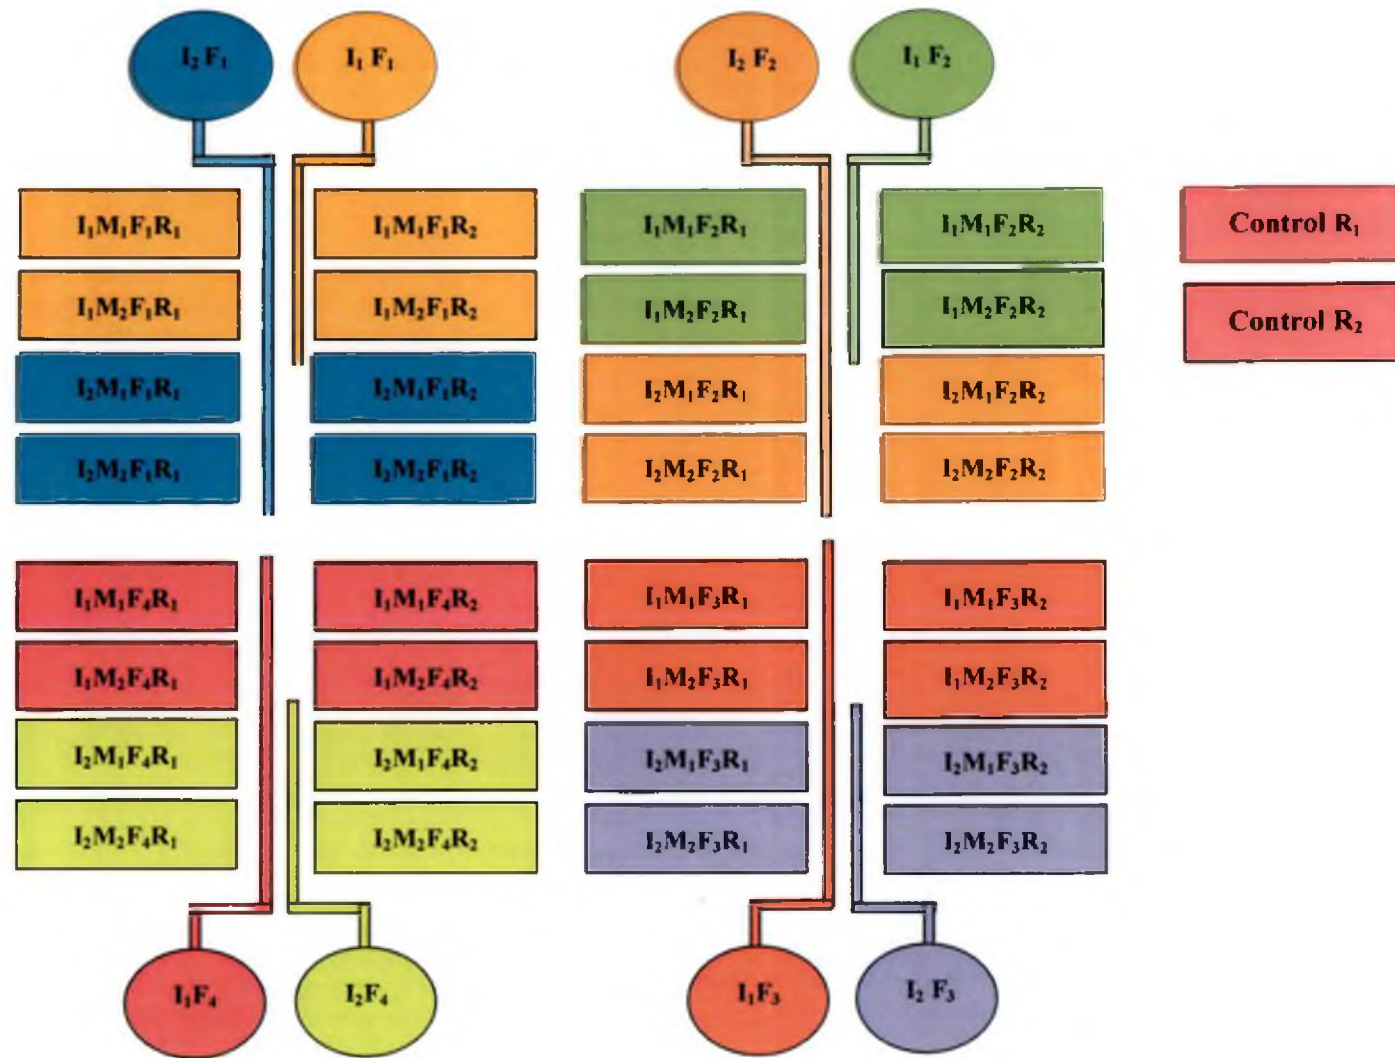 I₂ F₁
I₁ F₁
I₂ F₂
I₁ F₂
I₁M₁F₁R₁
I₁M₁F₁R₂
I₁M₁F₂R₁
I₁M₁F₂R₂
Control R₁
I₁M₂F₁R₁
I₁M₂F₁R₂
I₁M₂F₂R₁
I₁M₂F₂R₂
Control R₂
I₂M₁F₁R₁
I₂M₁F₁R₂
I₂M₁F₂R₁
I₂M₁F₂R₂
I₂M₂F₁R₁
I₂M₂F₁R₂
I₂M₂F₂R₁
I₂M₂F₂R₂
I₁M₁F₄R₁
I₁M₁F₄R₂
I₁M₁F₃R₁
I₁M₁F₃R₂
I₁M₂F₄R₁
I₁M₂F₄R₂
I₁M₂F₃R₁
I₁M₂F₃R₂
I₂M₁F₄R₁
I₂M₁F₄R₂
I₂M₁F₃R₁
I₂M₁F₃R₂
I₂M₂F₄R₁
I₂M₂F₄R₂
I₂M₂F₃R₁
I₂M₂F₃R₂
I₁F₄
I₂F₄
I₁F₃
I₂ F₃